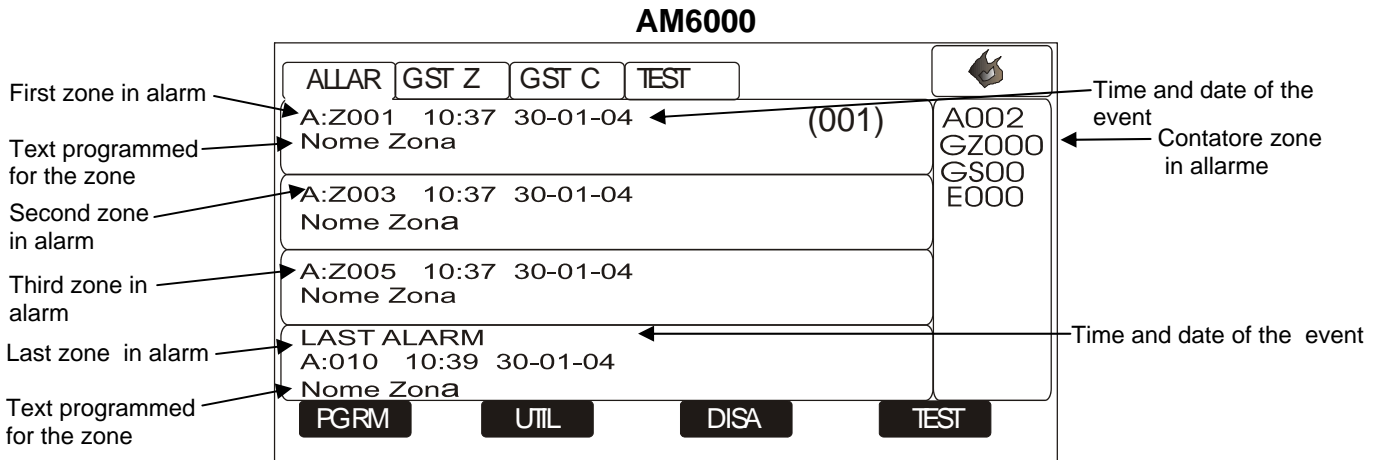 AM6000
ALLAR GST Z GST C TEST
First zone in alarm
A:Z001 10:37 30-01-04 (001)
Nome Zona
Text programmed
for the zone
A:Z003 10:37 30-01-04
Nome Zona
Second zone
in alarm
A:Z005 10:37 30-01-04
Nome Zona
Third zone in
alarm
LAST ALARM
A:010 10:39 30-01-04
Nome Zona
Last zone in alarm
Text programmed
for the zone
A002
GZ000
GS00
E000
Time and date of the
event
Contatore zone
in allarme
Time and date of the event
PGRM UTIL DISA TEST